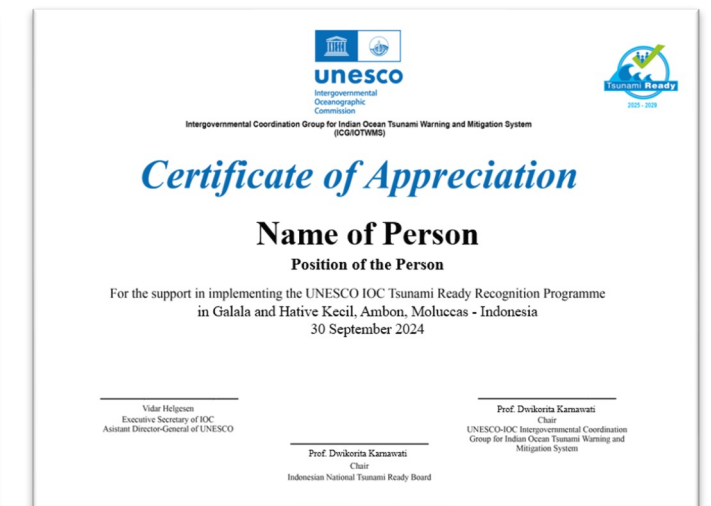 unesco
Intergovernmental
Oceanographic
Commission
Tsunami Ready
2025 - 2029
Intergovernmental Coordination Group for Indian Ocean Tsunami Warning and Mitigation System
(ICG/IOTWMS)
Certificate of Appreciation
Name of Person
Position of the Person
For the support in implementing the UNESCO IOC Tsunami Ready Recognition Programme
in Galala and Hative Kecil, Ambon, Moluccas - Indonesia
30 September 2024
Vidar Helgesen
Executive Secretary of IOC
Asistant Director-General of UNESCO
Prof. Dwikorita Karnawati
Chair
UNESCO-IOC Intergovernmental Coordination
Group for Indian Ocean Tsunami Warning and
Mitigation System
Prof. Dwikorita Karnawati
Chair
Indonesian National Tsunami Ready Board